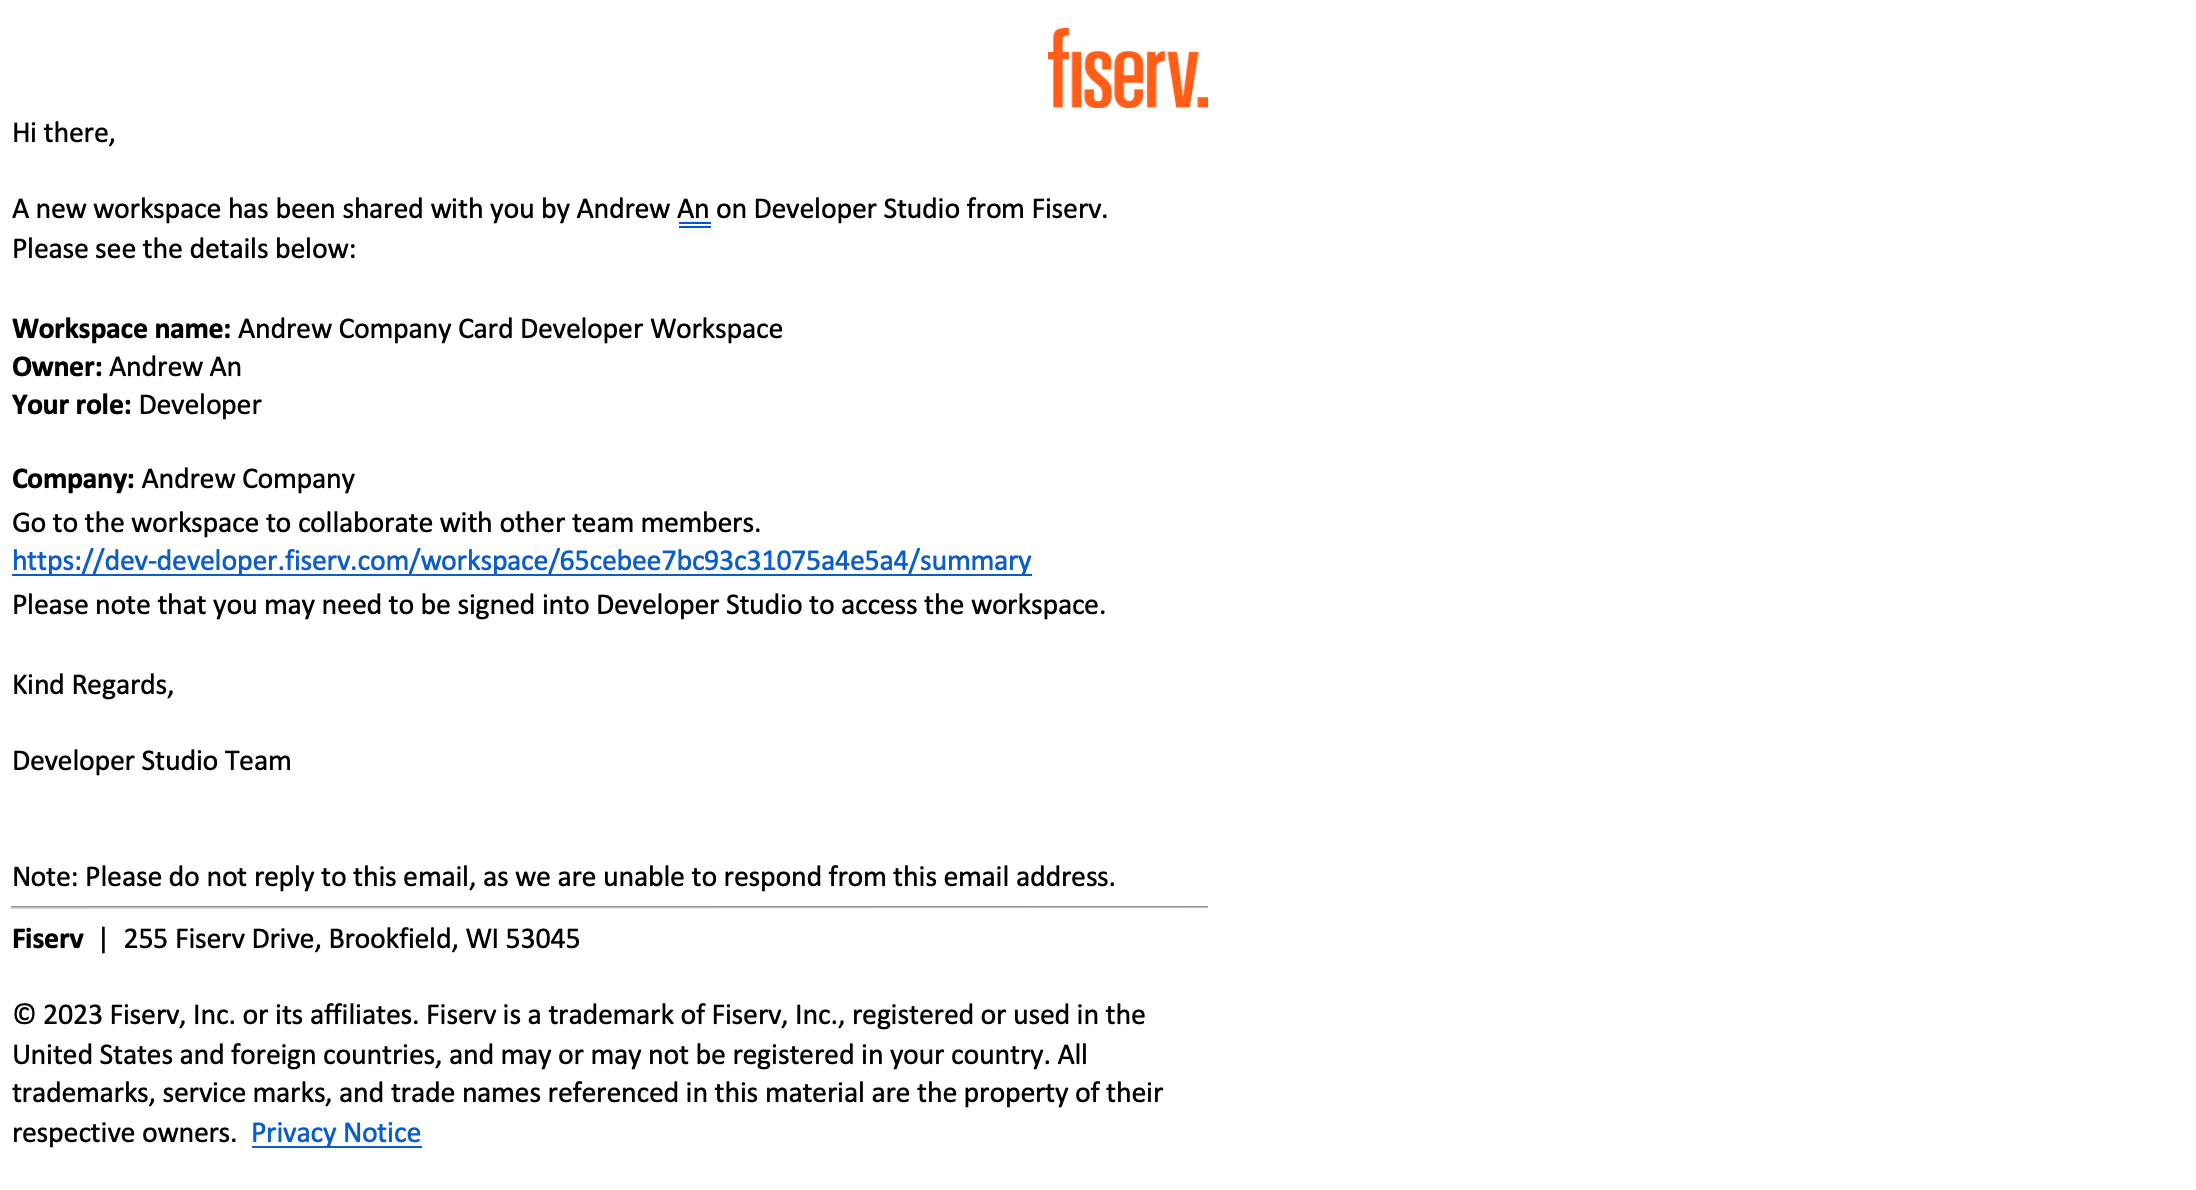 fiserv.
Hi there,
A new workspace has been shared with you by Andrew An on Developer Studio from Fiserv.
Please see the details below:
Workspace name: Andrew Company Card Developer Workspace
Owner: Andrew An
Your role: Developer
Company: Andrew Company
Go to the workspace to collaborate with other team members.
https://dev-developer.fiserv.com/workspace/65cebee7bc93c31075a4e5a4/summary
Please note that you may need to be signed into Developer Studio to access the workspace.
Kind Regards,
Developer Studio Team
Note: Please do not reply to this email, as we are unable to respond from this email address.
Fiserv | 255 Fiserv Drive, Brookfield, WI 53045
© 2023 Fiserv, Inc. or its affiliates. Fiserv is a trademark of Fiserv, Inc., registered or used in the
United States and foreign countries, and may or may not be registered in your country. All
trademarks, service marks, and trade names referenced in this material are the property of their
respective owners. Privacy Notice